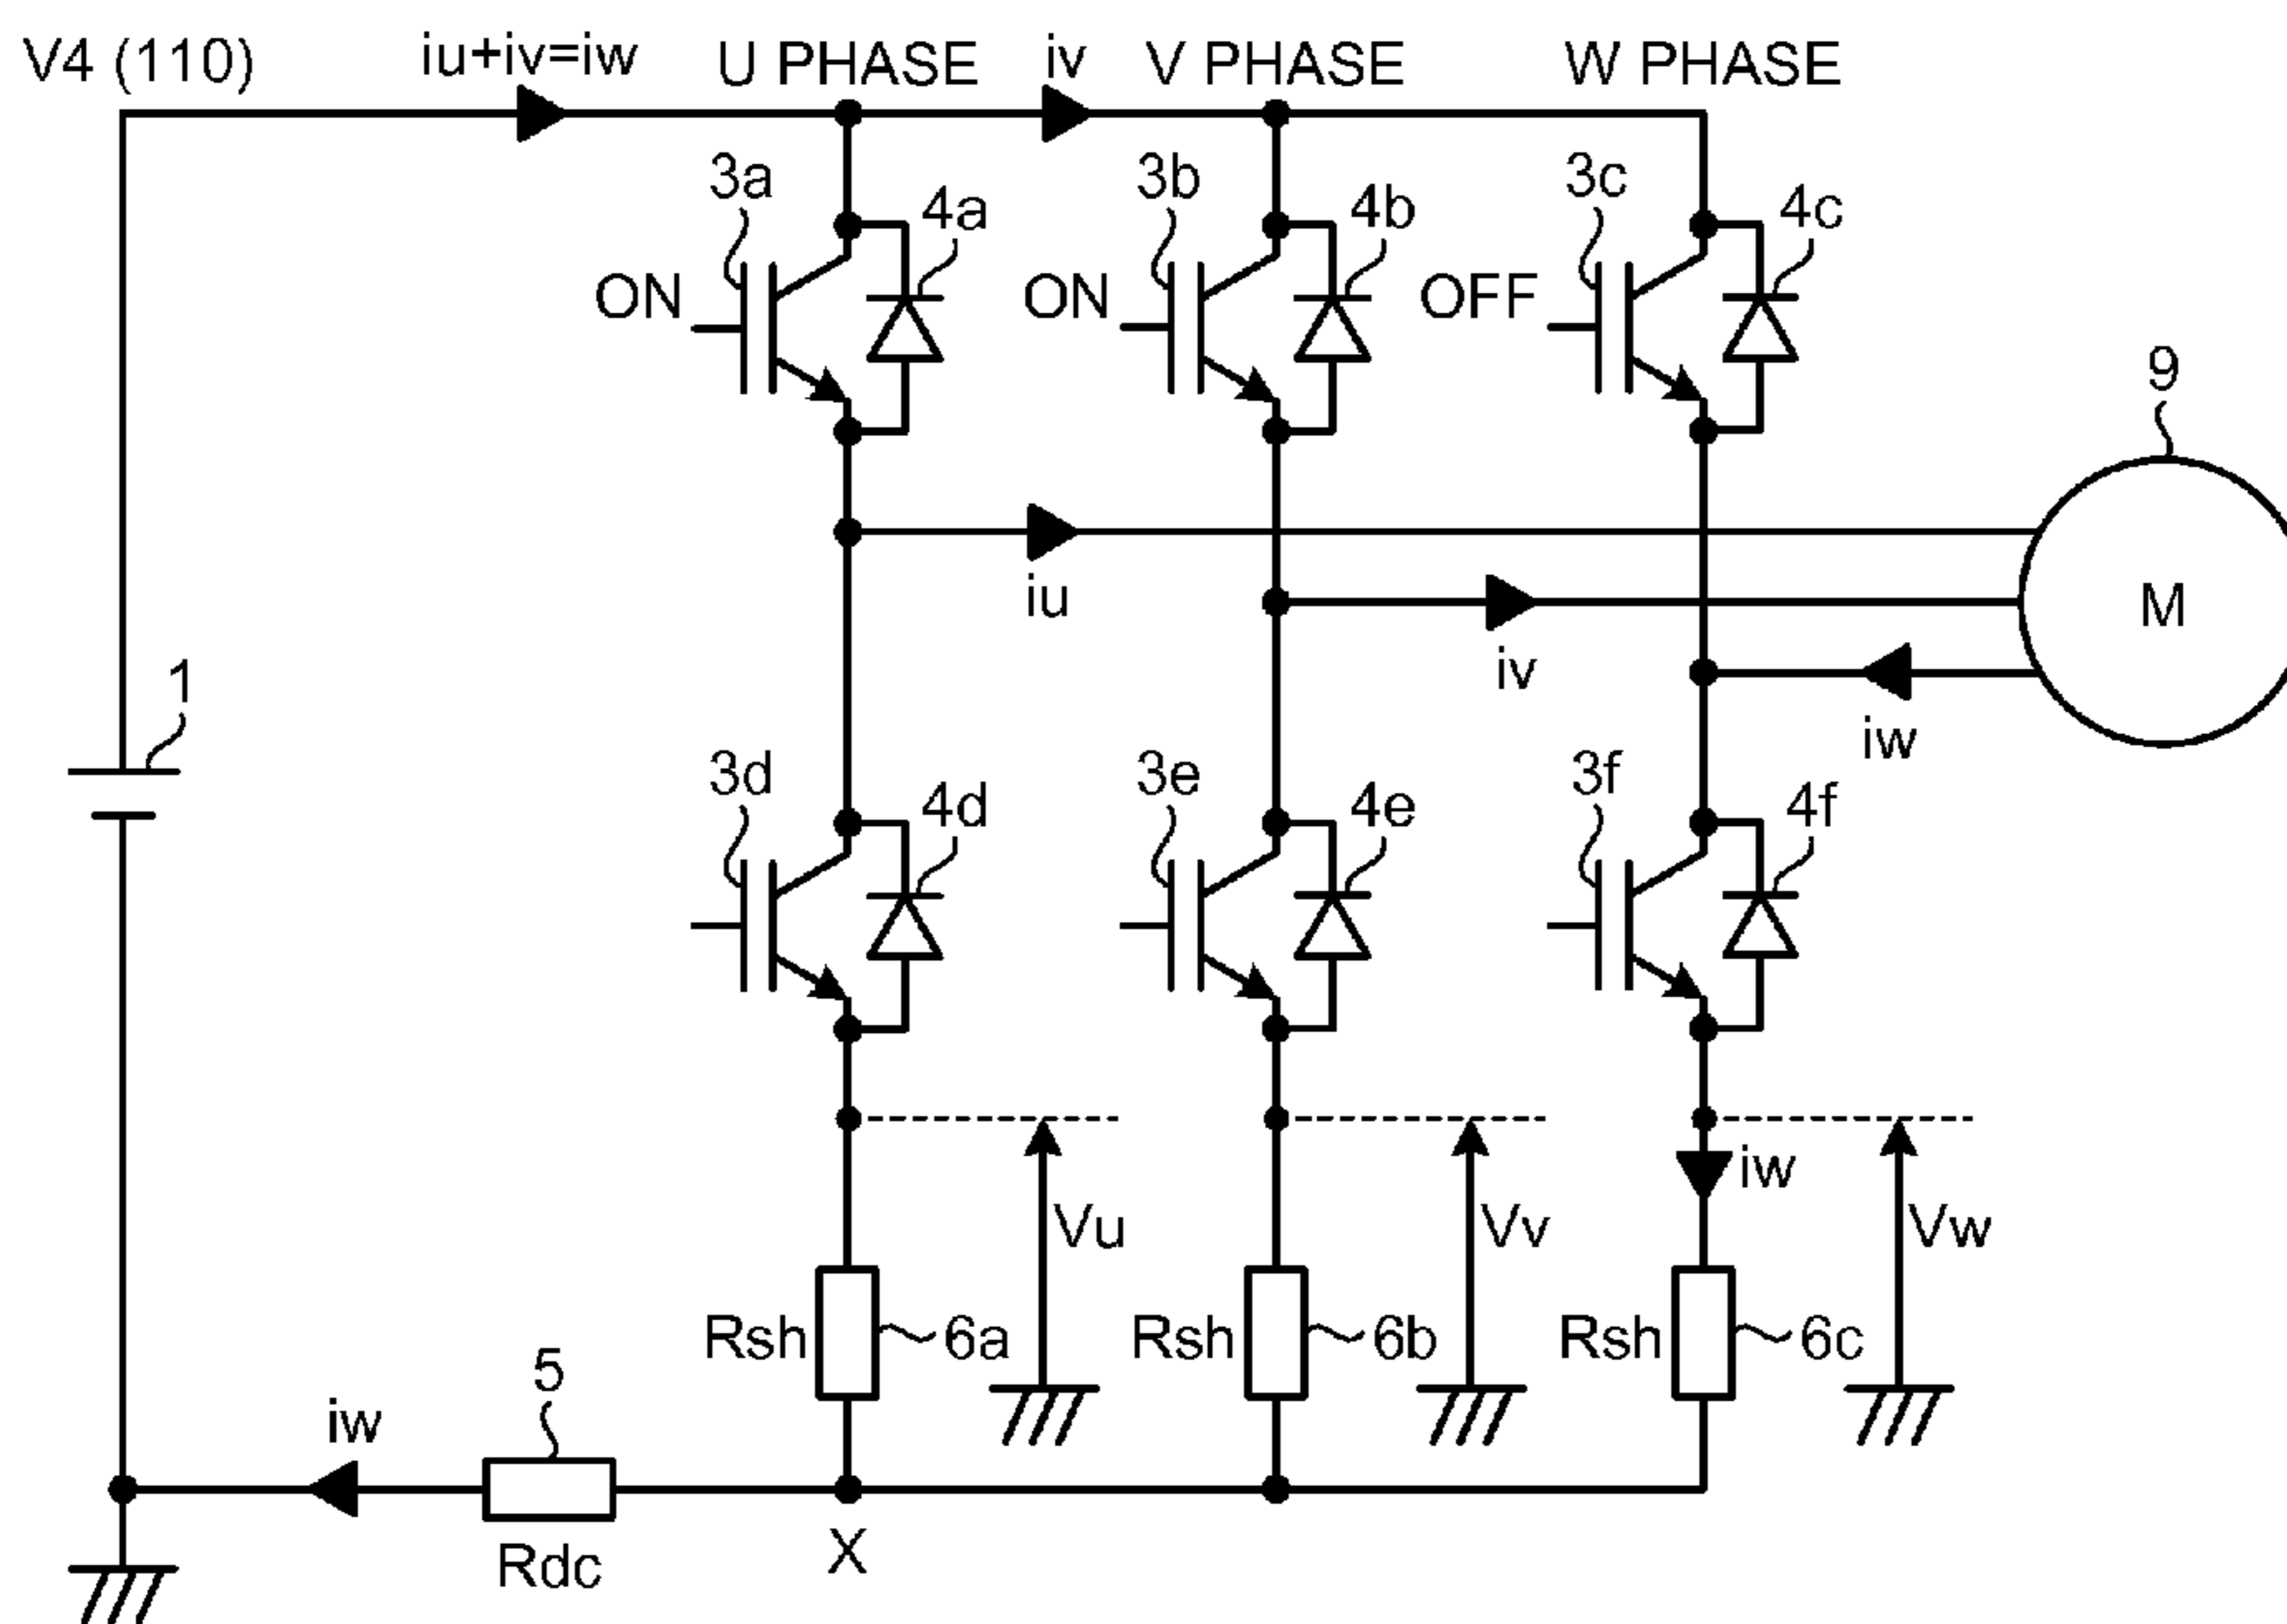 V4 (110)
iu+iv=iw
U PHASE
iv
V PHASE
W PHASE
3a
4a
3b
4b
3c
4c
ON
ON
OFF
9
M
iu
iv
iw
1
3d
4d
3e
4e
3f
4f
iw
Vu
Vv
Vw
Rsh
6a
Rsh
6b
Rsh
6c
5
iw
Rdc
X